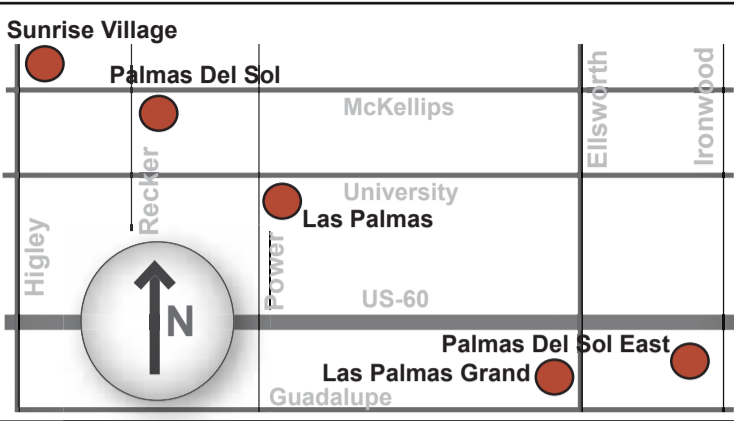 Sunrise Village
Palmas Del Sol
McKellips
Ellsworth
Ironwood
Recker
University
Las Palmas
Higley
Power
US-60
N
Palmas Del Sol East
Las Palmas Grand
Guadalupe